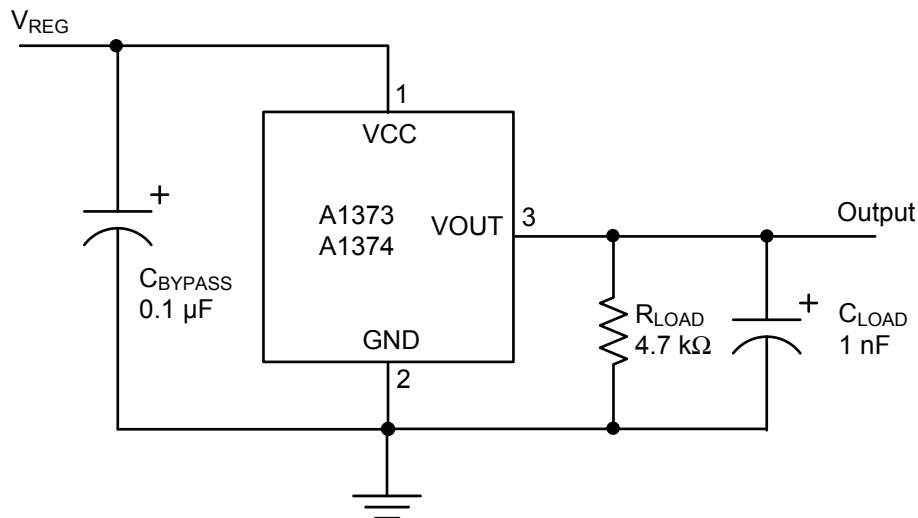 VREG
1
VCC
+
A1373
A1374
VOUT
3
Output
CBYPASS
0.1 µF
+
RLOAD
4.7 kΩ
CLOAD
1 nF
GND
2